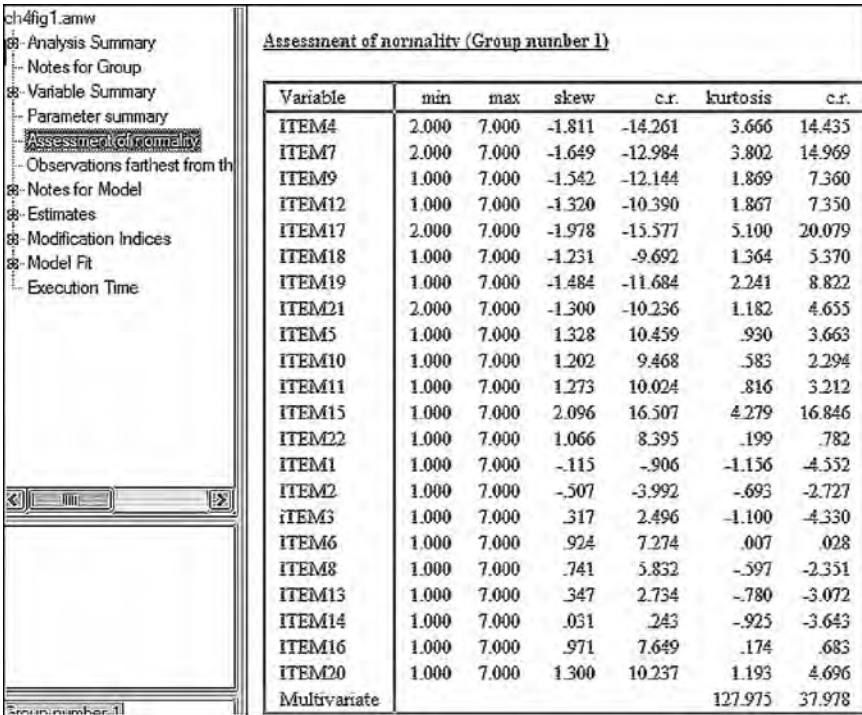 ch4fig1.amw
Analysis Summary
Notes for Group
Variable Summary
Parameter summary
Assessment of normality
Observations farthest from th
Notes for Model
Estimates
Modification Indices
Model Fit
Execution Time
Group number 1
Assessment of normality (Group number 1)
Variable min max skew c.r. kurtosis c.r.
ITEM4 2.000 7.000 -1.811 -14.261 3.666 14.435
ITEM7 2.000 7.000 -1.649 -12.984 3.802 14.969
ITEM9 1.000 7.000 -1.542 -12.144 1.869 7.360
ITEM12 1.000 7.000 -1.320 -10.390 1.867 7.350
ITEM17 2.000 7.000 -1.978 -15.577 5.100 20.079
ITEM18 1.000 7.000 -1.231 -9.692 1.364 5.370
ITEM19 1.000 7.000 -1.484 -11.684 2.241 8.822
ITEM21 2.000 7.000 -1.300 -10.236 1.182 4.655
ITEM5 1.000 7.000 1.328 10.459 .930 3.663
ITEM10 1.000 7.000 1.202 9.468 .583 2.294
ITEM11 1.000 7.000 1.273 10.024 .816 3.212
ITEM15 1.000 7.000 2.096 16.507 4.279 16.846
ITEM22 1.000 7.000 1.066 8.395 .199 .782
ITEM1 1.000 7.000 -.115 -.906 -1.156 -4.552
ITEM2 1.000 7.000 -.507 -3.992 -.693 -2.727
ITEM3 1.000 7.000 .317 2.496 -1.100 -4.330
ITEM6 1.000 7.000 .924 7.274 .007 .028
ITEM8 1.000 7.000 .741 5.832 -.597 -2.351
ITEM13 1.000 7.000 .347 2.734 -.780 -3.072
ITEM14 1.000 7.000 .031 .243 -.925 -3.643
ITEM16 1.000 7.000 .971 7.649 .174 .683
ITEM20 1.000 7.000 1.300 10.237 1.193 4.696
Multivariate 127.975 37.978